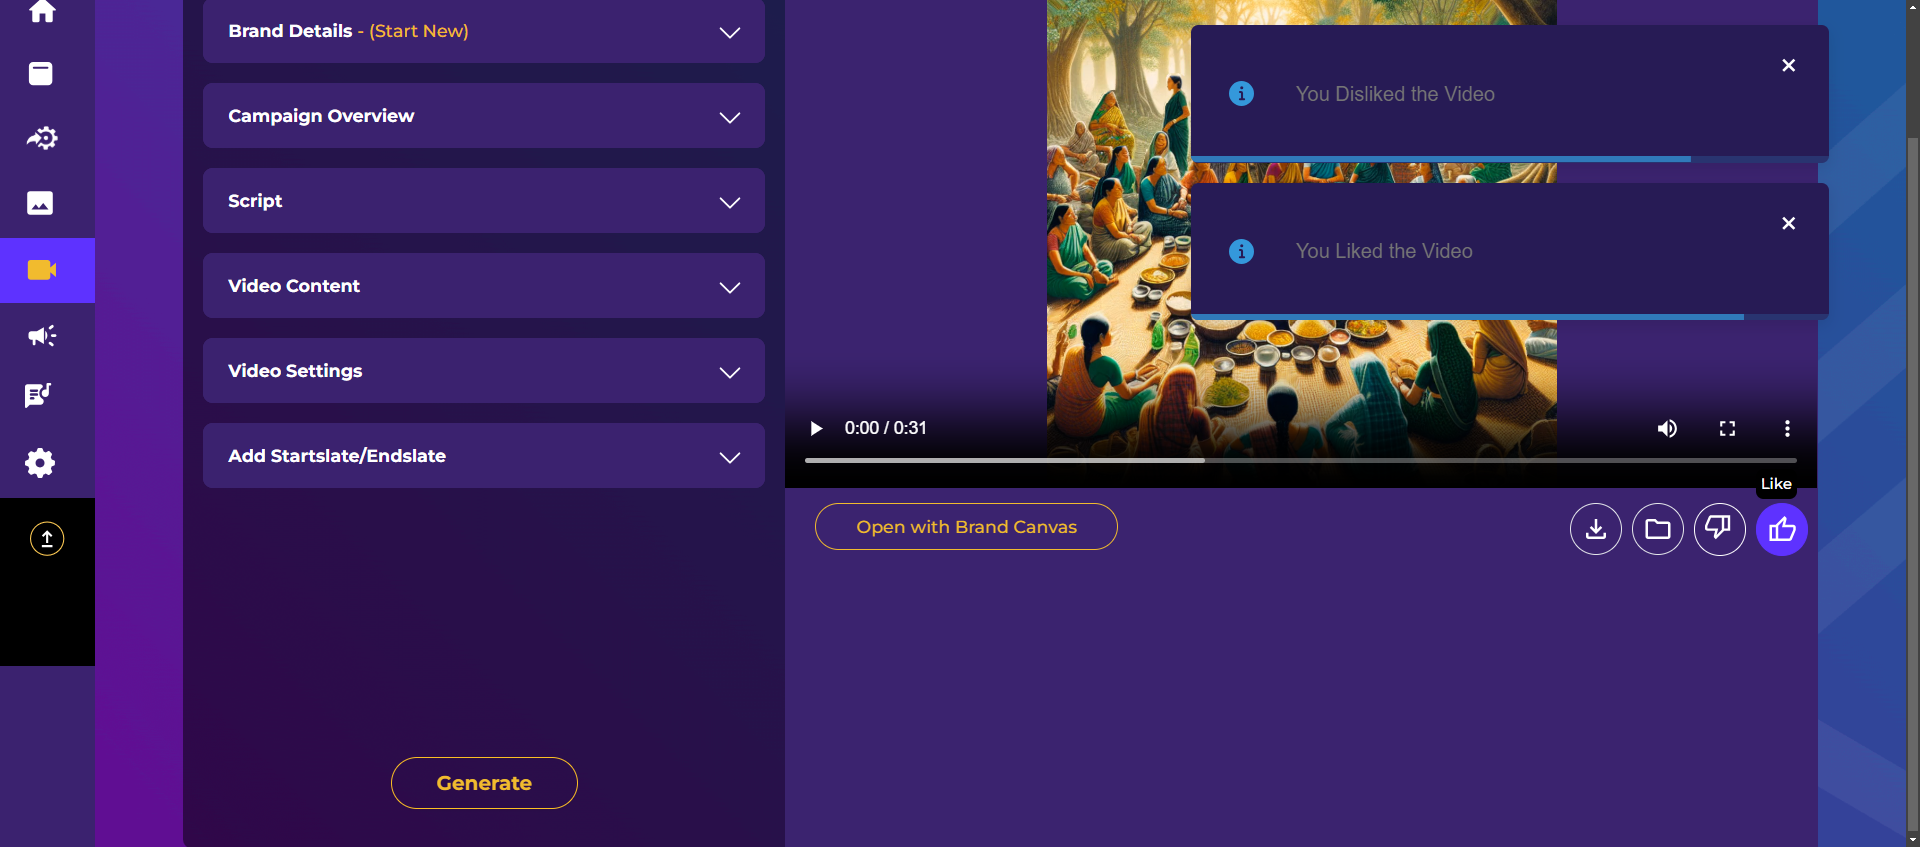 Brand Details - (Start New)
Campaign Overview
Script
Video Content
Video Settings
Add Startslate/Endslate
Generate
You Disliked the Video
You Liked the Video
0:00 / 0:31
Like
Open with Brand Canvas